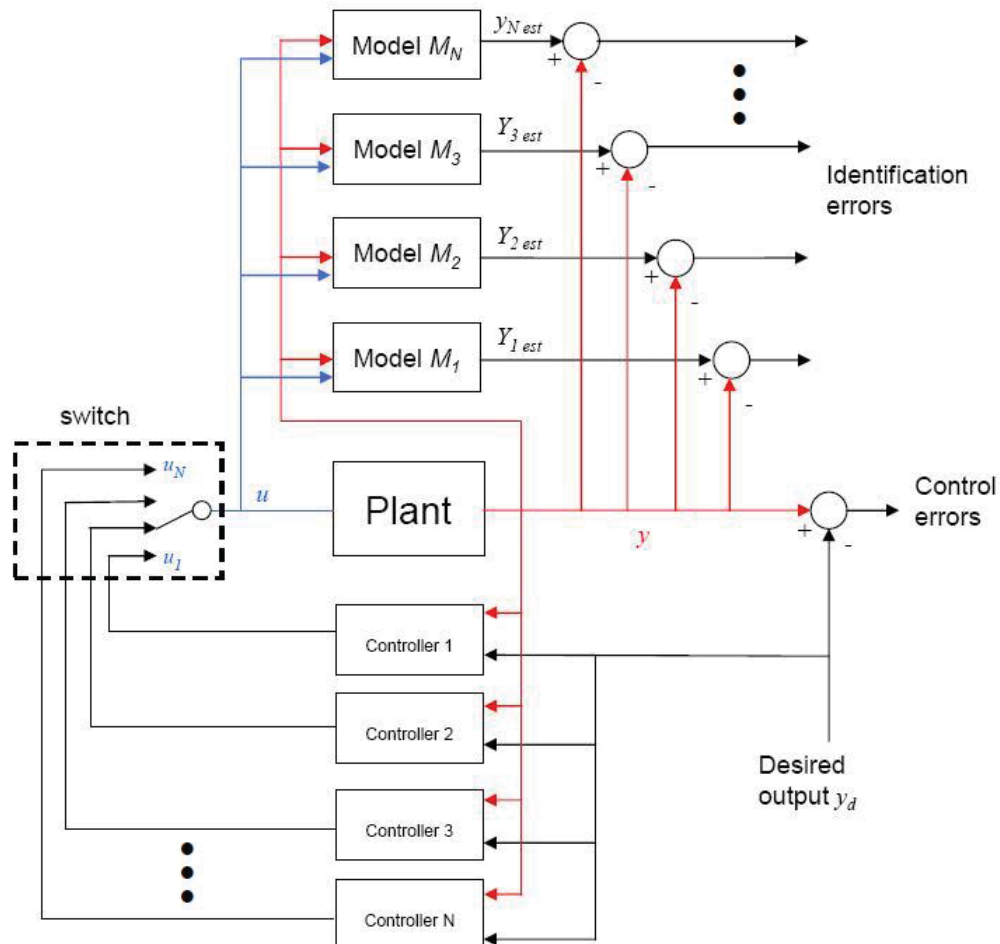 Model M_N
y_N est
+
-
Model M_3
Y_3 est
+
-
Identification
errors
Model M_2
Y_2 est
+
-
Model M_1
Y_1 est
+
-
switch
u_N
u
Plant
y
+
-
Control
errors
u_1
Controller 1
Controller 2
Desired
output y_d
Controller 3
Controller N